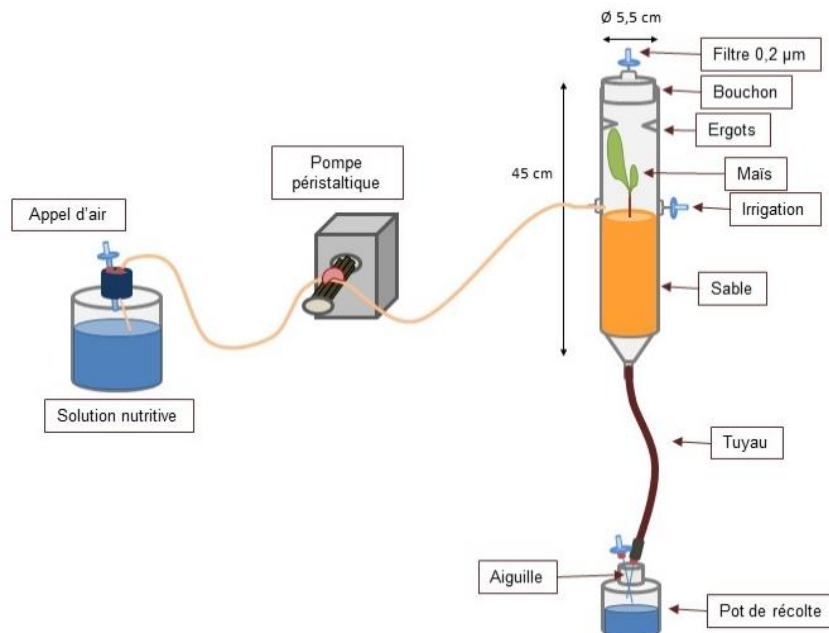 Ø 5,5 cm
Filtre 0,2 µm
Bouchon
Ergots
Pompe
péristaltique
45 cm
Maïs
Appel d'air
Irrigation
Sable
Solution nutritive
Tuyau
Aiguille
Pot de récolte